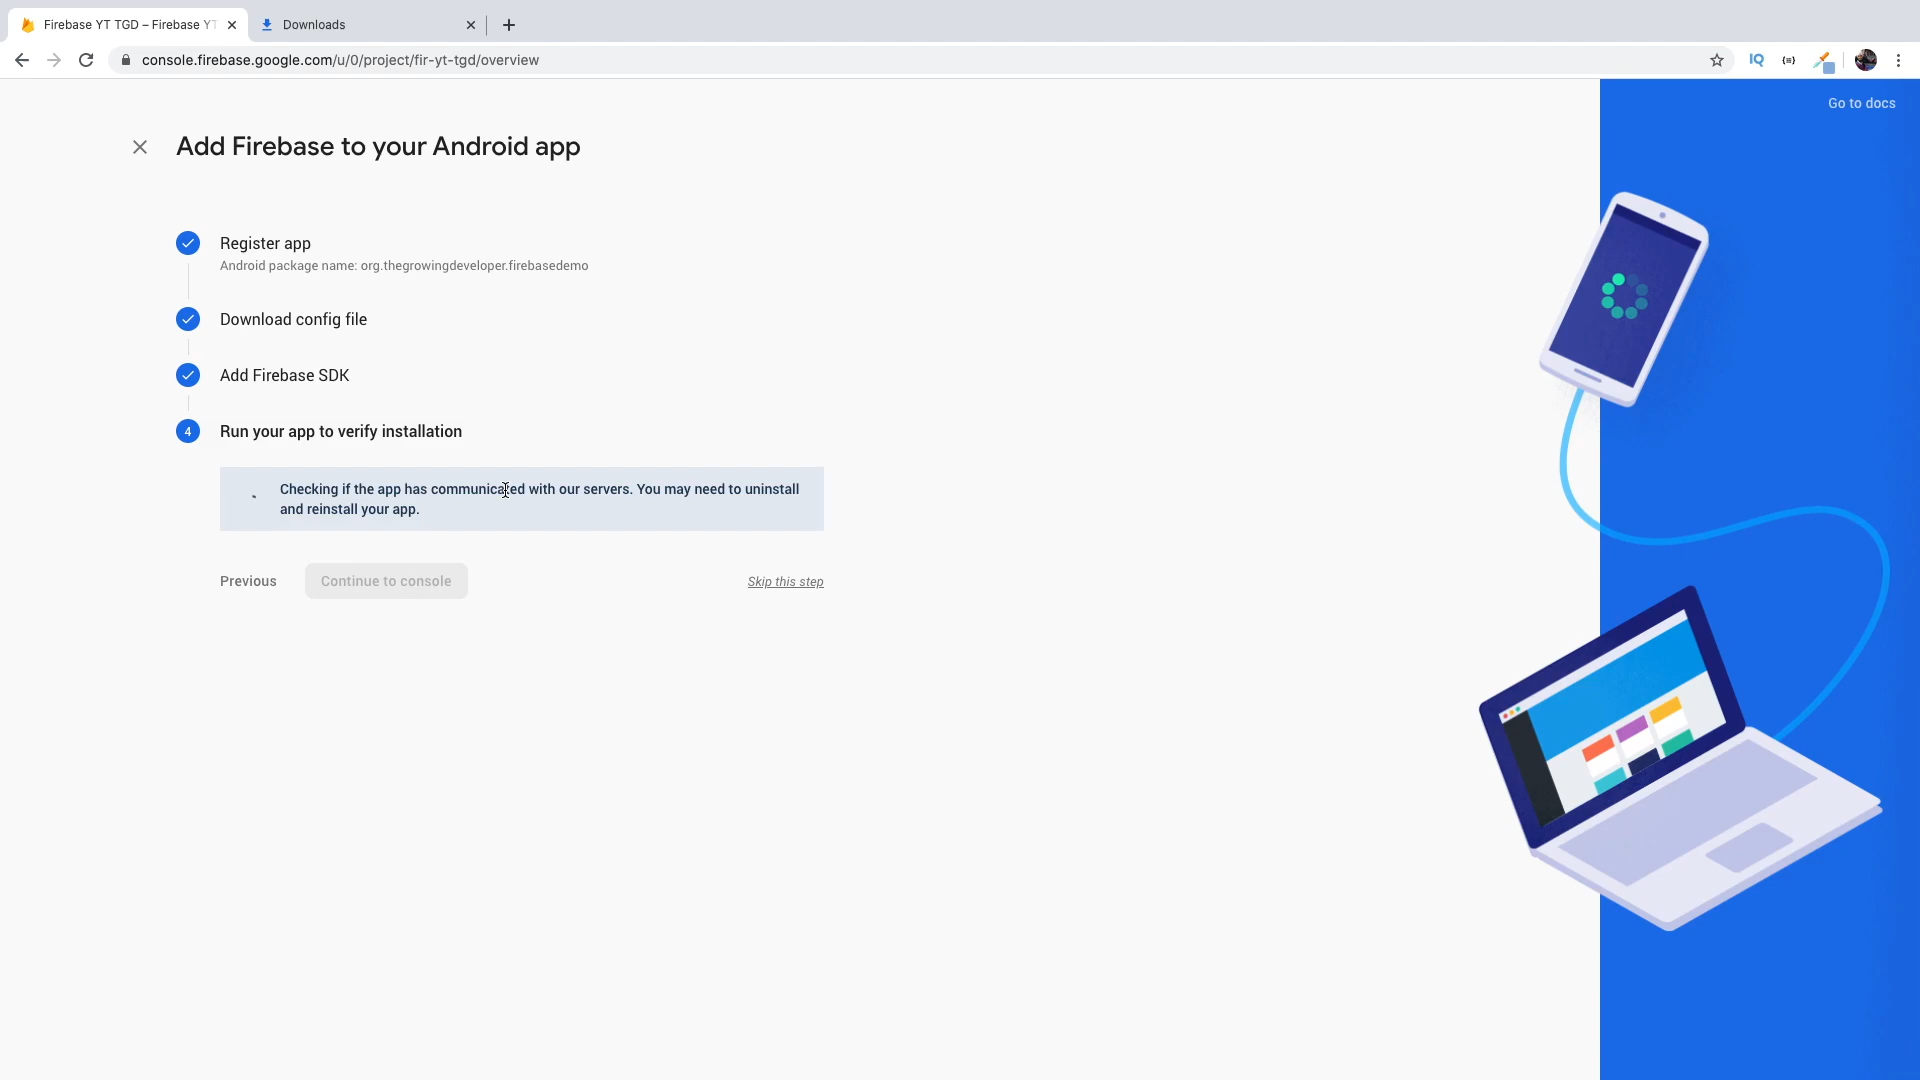 Firebase YT TGD – Firebase YT
Downloads
console.firebase.google.com/u/0/project/fir-yt-tgd/overview
IQ
Go to docs
Add Firebase to your Android app
Register app
Android package name: org.thegrowingdeveloper.firebasedemo
Download config file
Add Firebase SDK
4 Run your app to verify installation
Checking if the app has communicated with our servers. You may need to uninstall
and reinstall your app.
Previous
Continue to console
Skip this step